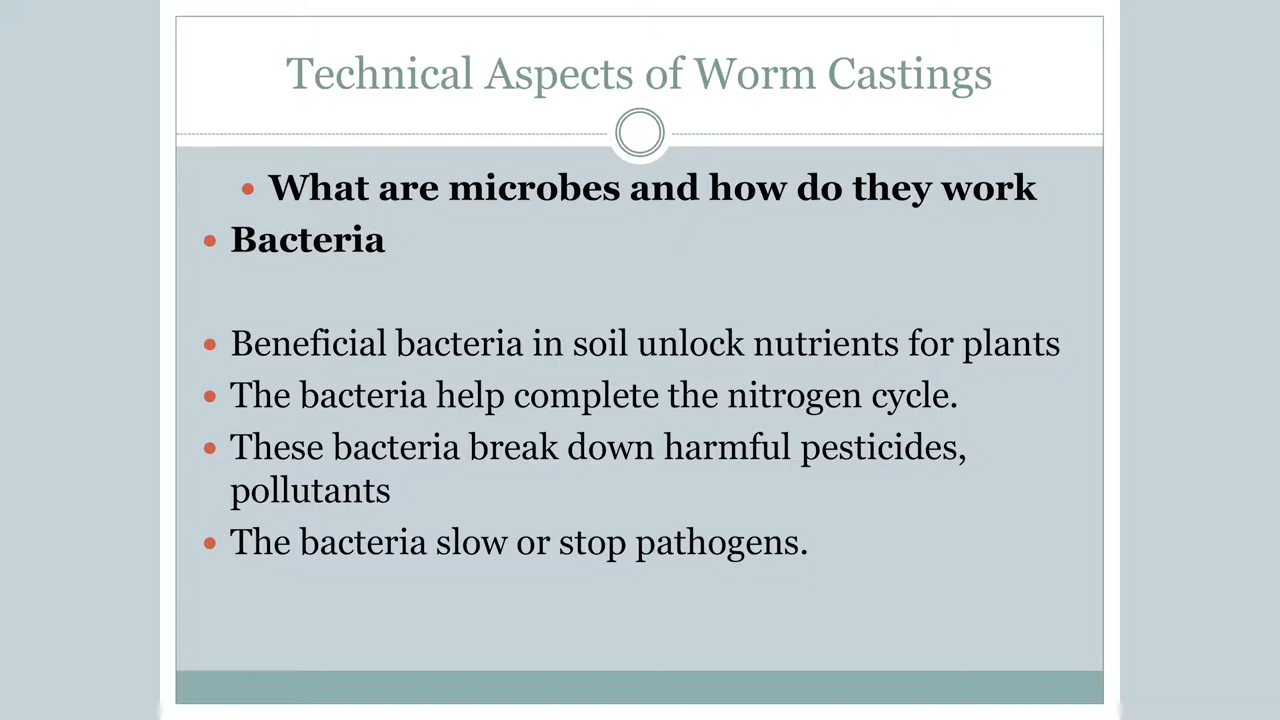 Technical Aspects of Worm Castings
• What are microbes and how do they work
• Bacteria
• Beneficial bacteria in soil unlock nutrients for plants
• The bacteria help complete the nitrogen cycle.
• These bacteria break down harmful pesticides,
pollutants
• The bacteria slow or stop pathogens.